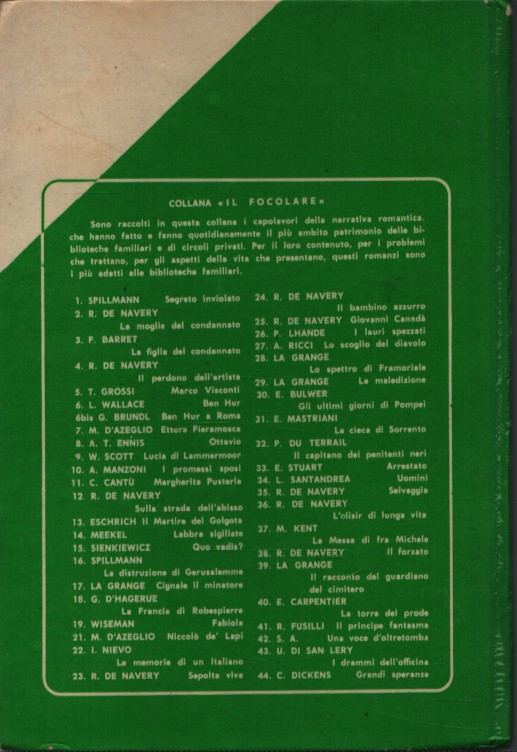 COLLANA «IL FOCOLARE»
Sono raccolti in questa collana i capolavori della narrativa romantica.
che hanno fatto e fanno quotidianamente il più ambito patrimonio delle bi-
blioteche familiari e di circoli privati. Per il loro contenuto, per i problemi
che trattano, per gli aspetti della vita che presentano, questi romanzi sono
i più adatti alle biblioteche familiari.
1. SPILLMANN Segreto inviolato
2. R. DE NAVERY
La moglie del condannato
3. P. BARRET
La figlia del condannato
4. R. DE NAVERY
Il perdono dell'artista
5. T. GROSSI Marco Visconti
6. L. WALLACE Ben Hur
6bis G. BRUNDL Ben Hur a Roma
7. M. D'AZEGLIO Ettore Fieramosca
8. A. T. ENNIS Ottavio
9. W. SCOTT Lucia di Lammermoor
10. A. MANZONI I promessi sposi
11. C. CANTÙ Margherita Pusterla
12. R. DE NAVERY
Sulla strada dell'abisso
13. ESCHRICH Il Martire del Golgota
14. MEEKEL Labbra sigillate
15. SIENKIEWICZ Quo vadis?
16. SPILLMANN
La distruzione di Gerusalemme
17. LA GRANGE Cignale il minatore
18. G. D'HAGERUE
La Francia di Robespierre
19. WISEMAN Fabiola
21. M. D'AZEGLIO Niccolò de' Lapi
22. I. NIEVO
Le memorie di un Italiano
23. R. DE NAVERY Sepolta viva
24. R. DE NAVERY
Il bambino azzurro
25. R. DE NAVERY Giovanni Canadà
26. P. LHANDE I lauri spezzati
27. A. RICCI Lo scoglio del diavolo
28. LA GRANGE
Lo spettro di Framoriale
29. LA GRANGE La maledizione
30. E. BULWER
Gli ultimi giorni di Pompei
31. E. MASTRIANI
La cieca di Sorrento
32. P. DU TERRAIL
Il capitano dei penitenti neri
33. E. STUART Arrestato
34. L. SANTANDREA Uomini
35. R. DE NAVERY Selvaggia
36. R. DE NAVERY
L'elisir di lunga vita
37. M. KENT
La Messa di fra Michele
38. R. DE NAVERY Il forzato
39. LA GRANGE
Il racconto del guardiano
del cimitero
40. E. CARPENTIER
La torre del prode
41. R. FUSILLI Il principe fantasma
42. S. A. Una voce d'oltretomba
43. U. DI SAN LERY
I drammi dell'officina
44. C. DICKENS Grandi speranze